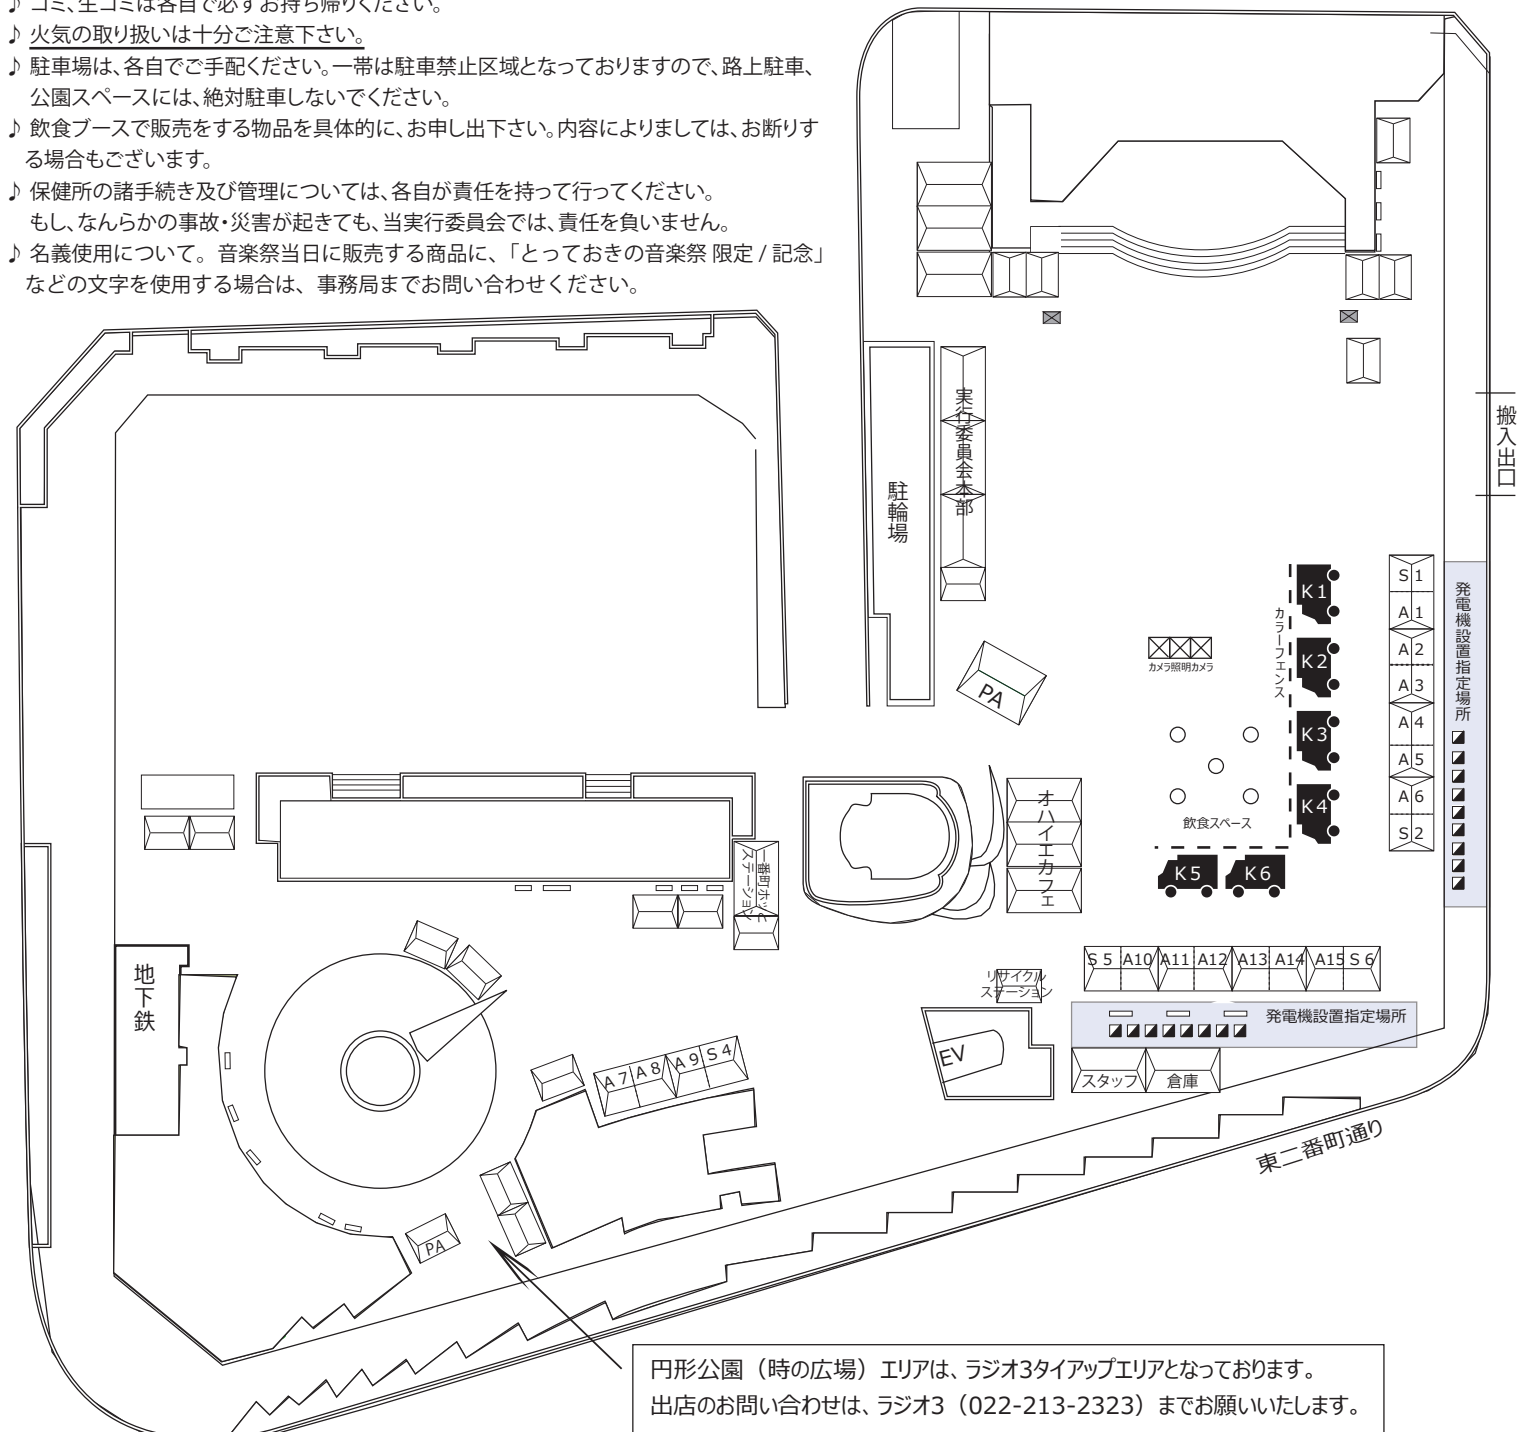 ♪ ゴミ、生ゴミは各自で必ずお持ち帰りください。
♪ 火気の取り扱いは十分ご注意下さい。
♪ 駐車場は、各自でご手配ください。一帯は駐車禁止区域となっておりますので、路上駐車、
公園スペースには、絶対駐車しないでください。
♪ 飲食ブースで販売をする物品を具体的に、お申し出下さい。内容によりましては、お断りす
る場合もございます。
♪ 保健所の諸手続き及び管理については、各自が責任を持って行ってください。
もし、なんらかの事故・災害が起きても、当実行委員会では、責任を負いません。
♪ 名義使用について。音楽祭当日に販売する商品に、「とっておきの音楽祭 限定 / 記念」
などの文字を使用する場合は、事務局までお問い合わせください。
実行委員会本部
駐輪場
搬入出口
発電機設置指定場所
S 1
A 1
A 2
A 3
A 4
A 5
A 6
S 2
K 1
K 2
K 3
K 4
K 5
K 6
カラーフェンス
カメラ照明カメラ
飲食スペース
PA
オハイエカフェ
一番町ホッと
ステーション
地下鉄
リサイクル
ステーション
S 5 A10 A11 A12 A13 A14 A15 S 6
発電機設置指定場所
EV
スタッフ
倉庫
A 7 A 8 A 9 S 4
PA
東二番町通り
円形公園（時の広場）エリアは、ラジオ3タイアップエリアとなっております。
出店のお問い合わせは、ラジオ3（022-213-2323）までお願いいたします。